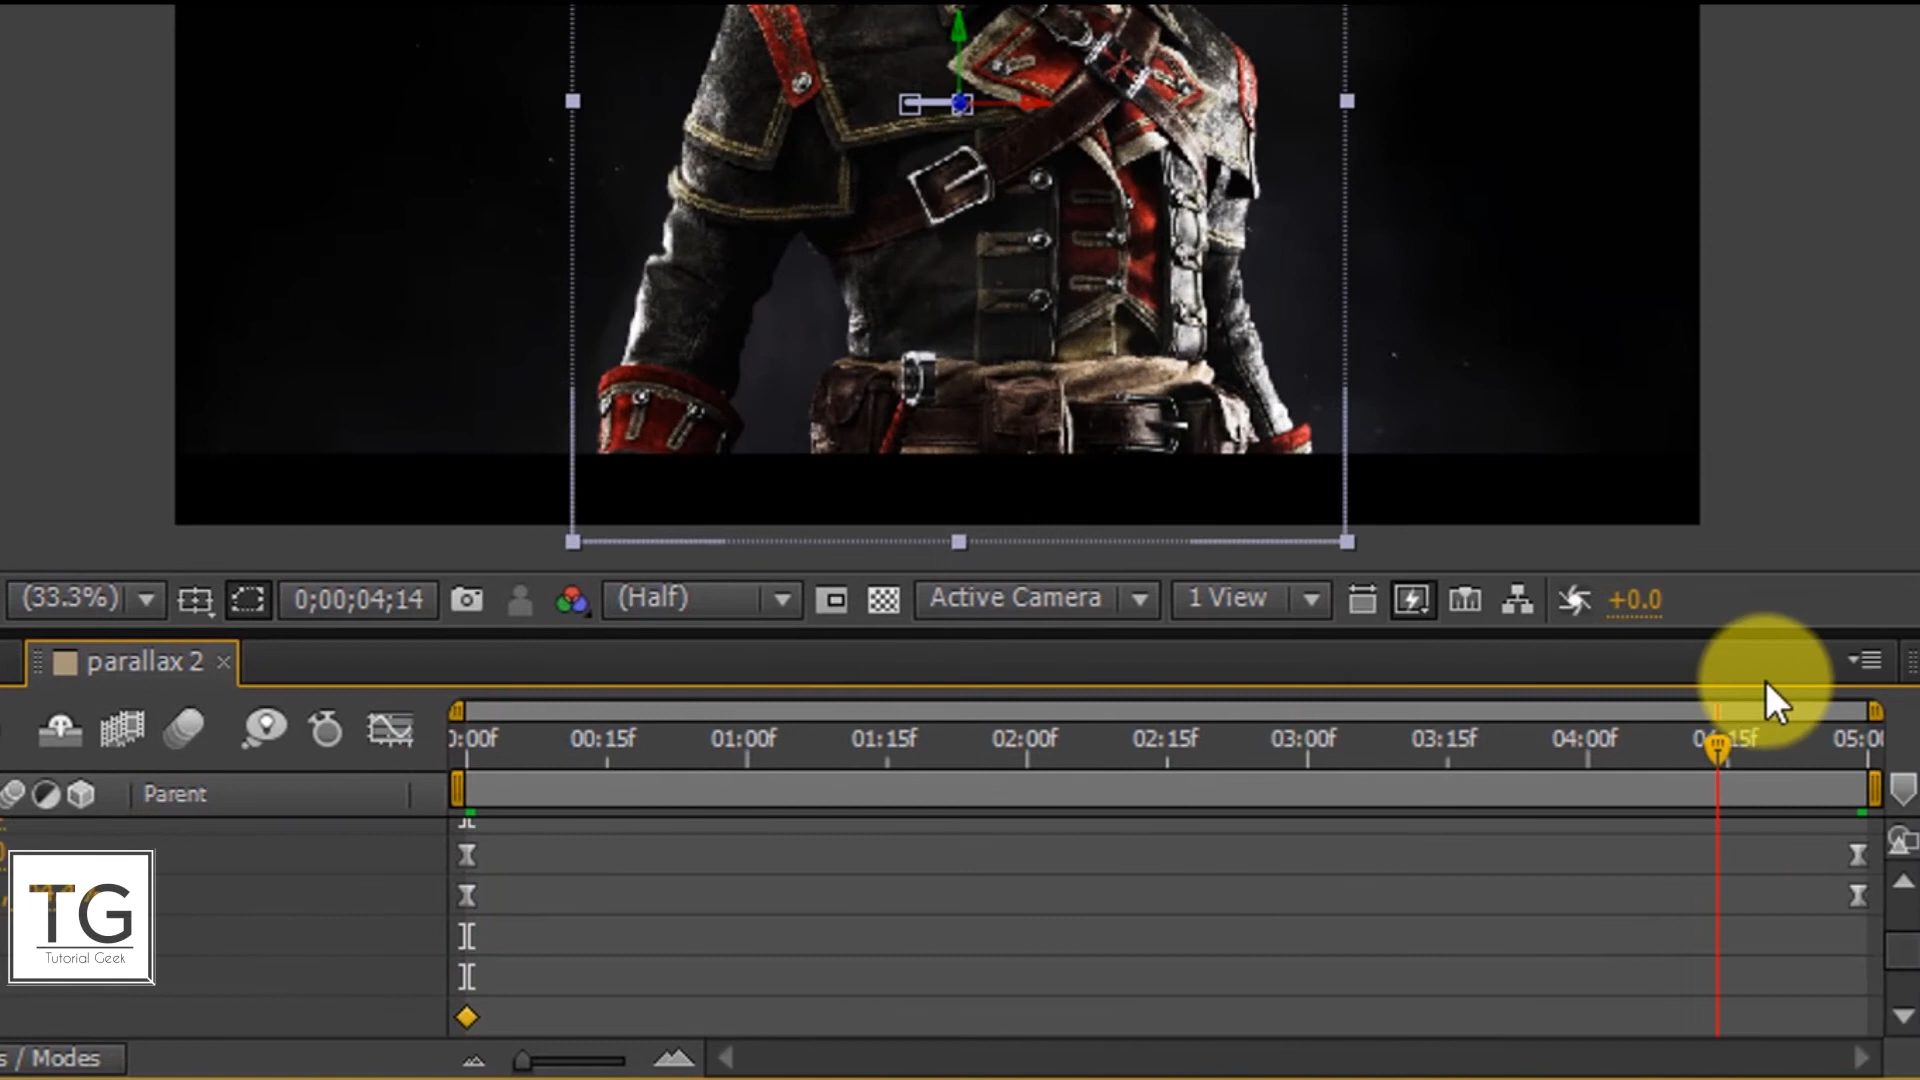 (33.3%) 0;00;04;14 (Half) Active Camera 1 View +0.0
parallax 2
0:00f 00:15f 01:00f 01:15f 02:00f 02:15f 03:00f 03:15f 04:00f 04:15f 05:00
Parent
TG
Tutorial Geek
s / Modes